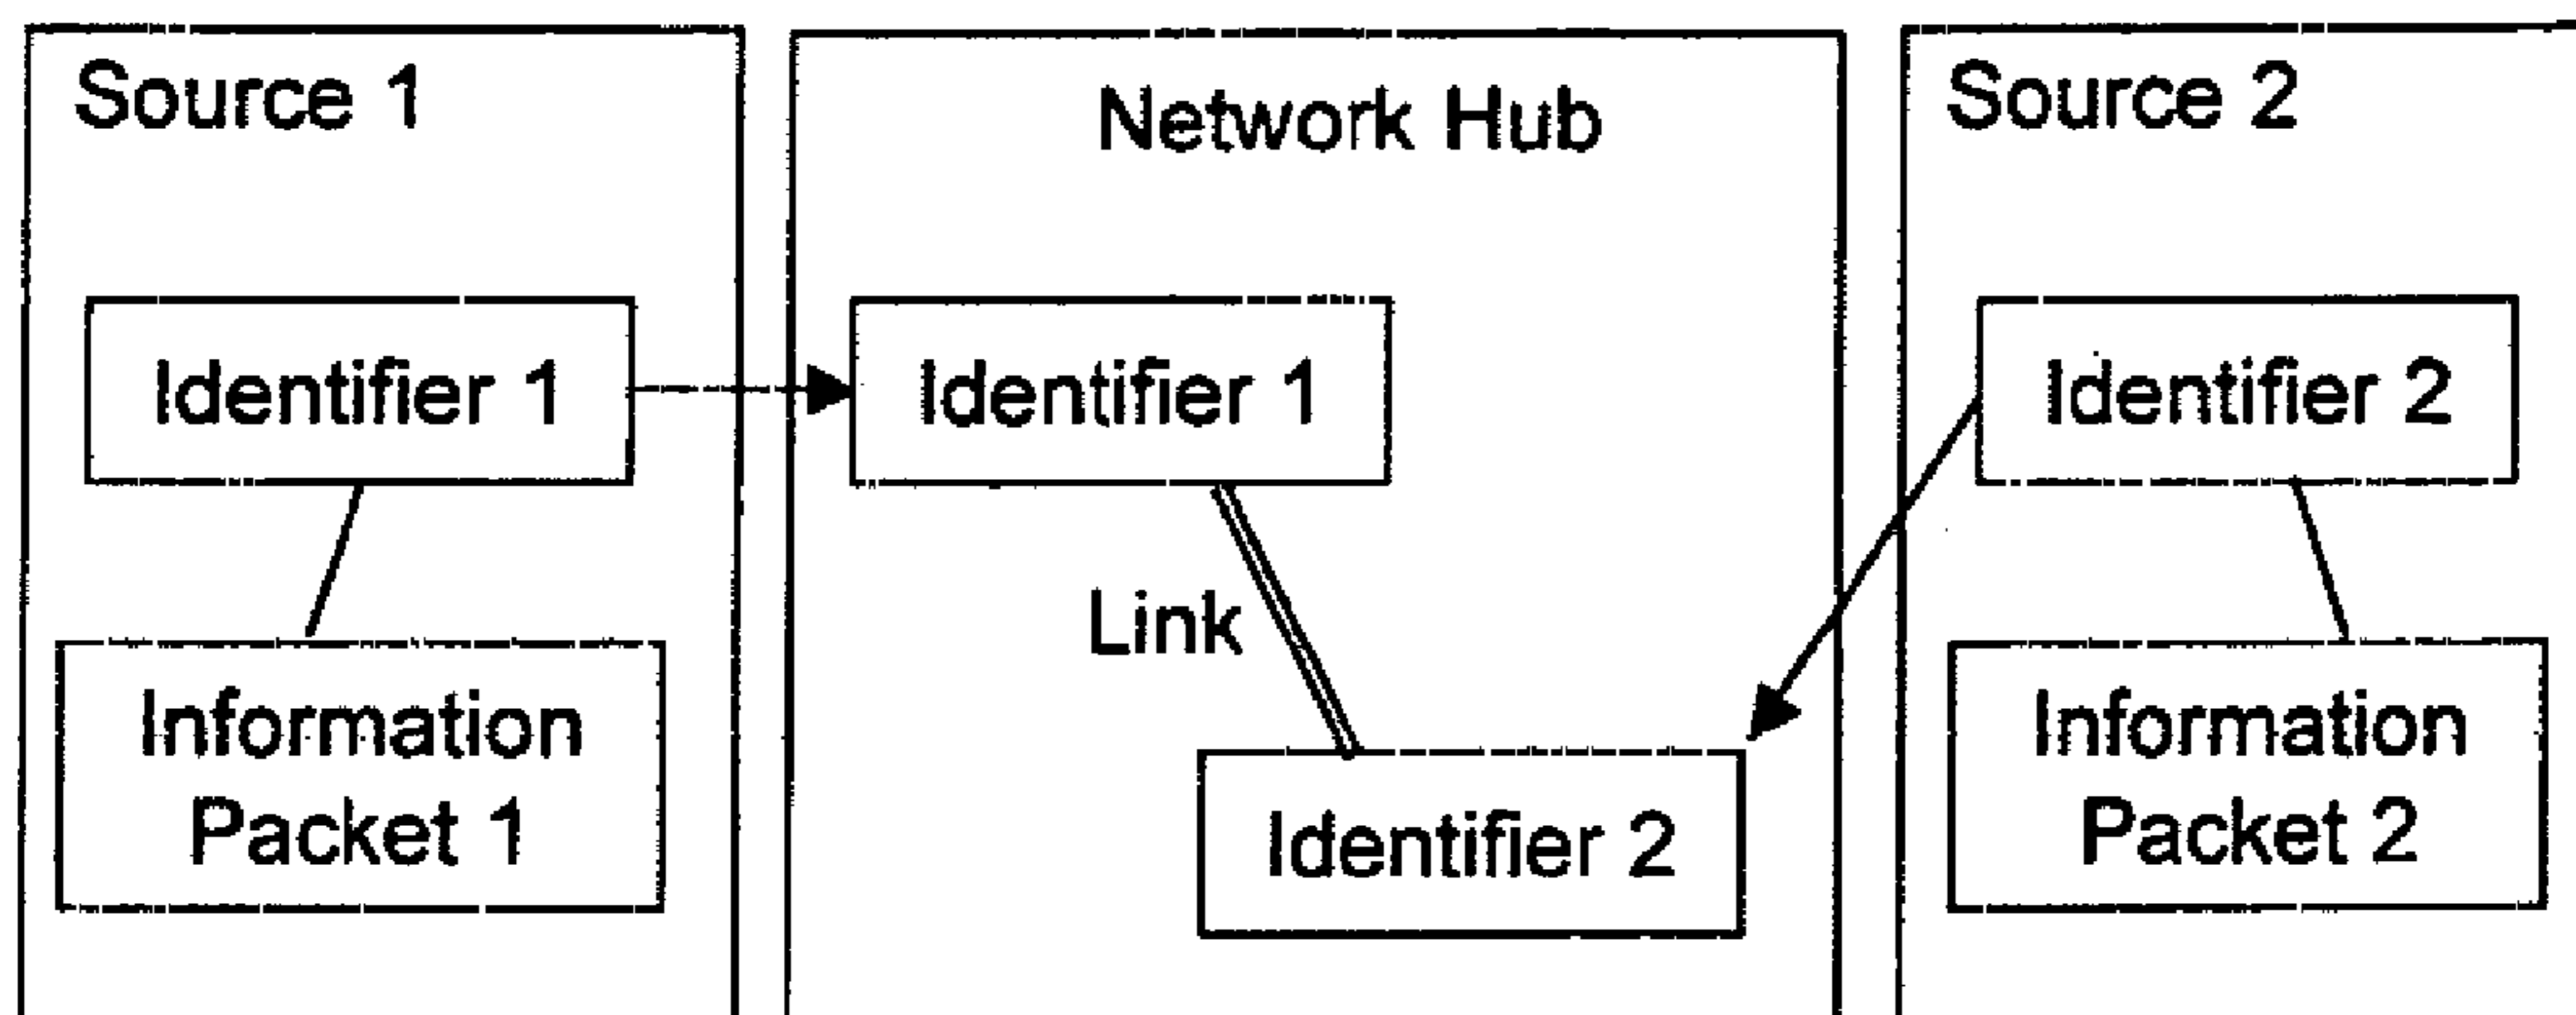 Source 1
Identifier 1
Information
Packet 1
Network Hub
Identifier 1
Link
Identifier 2
Source 2
Identifier 2
Information
Packet 2